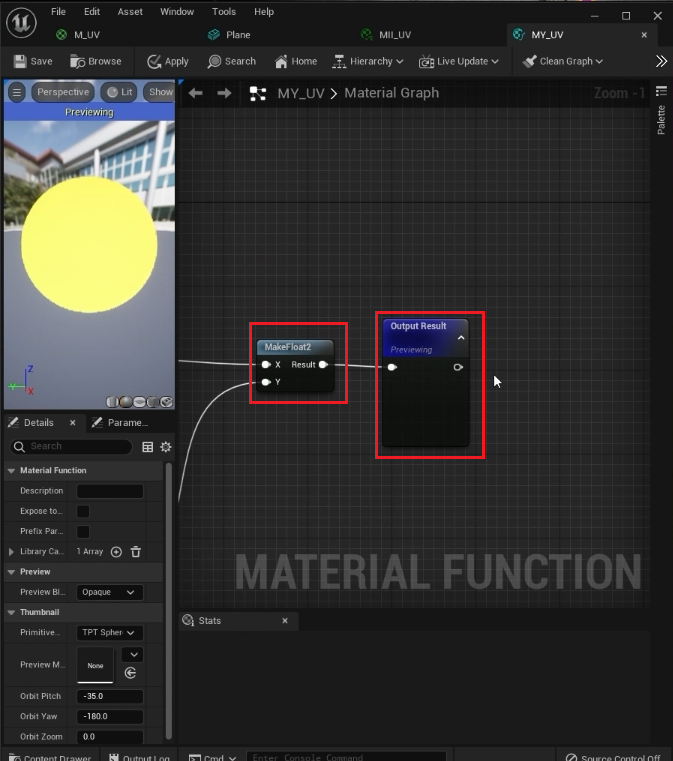 File Edit Asset Window Tools Help
M_UV Plane MII_UV MY_UV
Save Browse Apply Search Home Hierarchy Live Update Clean Graph
Perspective Lit Show
Previewing
MY_UV > Material Graph Zoom -1
Palette
Z
Y
X
MakeFloat2
X Result
Y
Output Result
Previewing
MATERIAL FUNCTION
Details Parame...
Search
Material Function
Description
Expose to...
Prefix Par...
Library Ca... 1 Array
Preview
Preview Bl... Opaque
Thumbnail
Primitive... TPT Spher
Preview M... None
Orbit Pitch -35.0
Orbit Yaw -180.0
Orbit Zoom 0.0
Stats
Content Drawer Output Log Cmd Enter Console Command Source Control Off